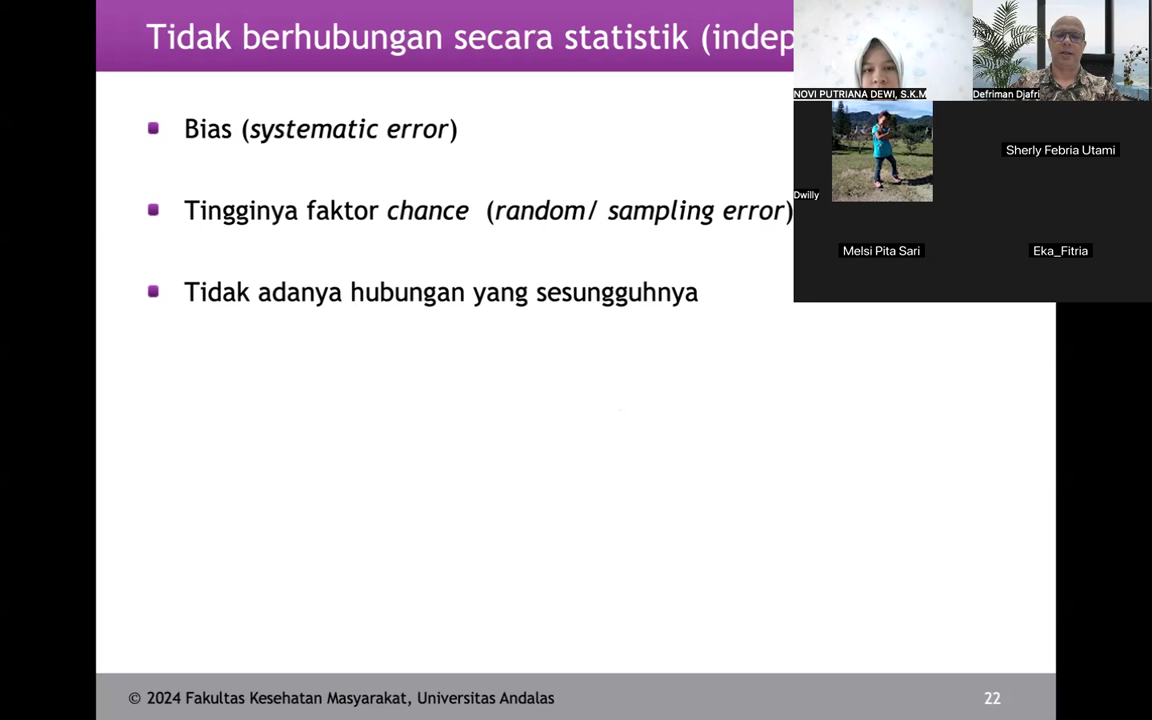 Tidak berhubungan secara statistik (indep
Bias (systematic error)
Tingginya faktor chance (random/ sampling error)
Tidak adanya hubungan yang sesungguhnya
NOVI PUTRIANA DEWI, S.K.M
Defriman Djafri
Dwilly
Sherly Febria Utami
Melsi Pita Sari
Eka_Fitria
© 2024 Fakultas Kesehatan Masyarakat, Universitas Andalas
22